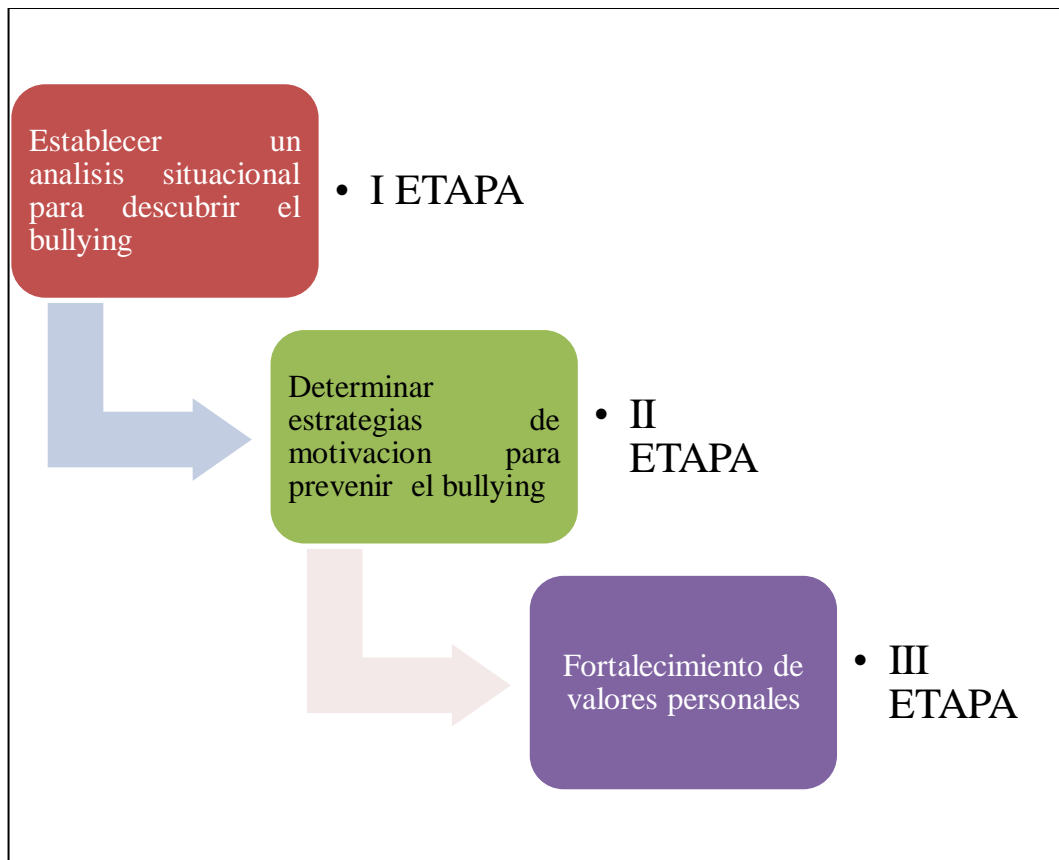 Establecer un
analisis situacional
para descubrir el
bullying
• I ETAPA
Determinar
estrategias de
motivacion para
prevenir el bullying
• II
ETAPA
Fortalecimiento de
valores personales
• III
ETAPA